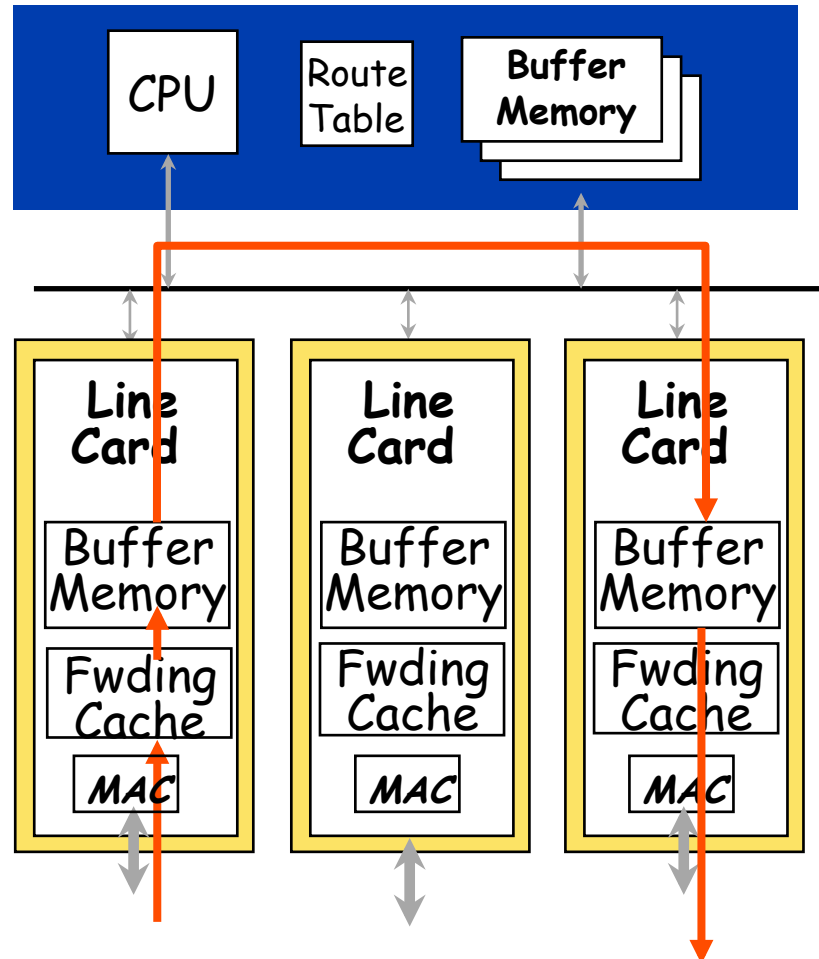 CPU
Route
Table
Buffer
Memory
Line
Card
Buffer
Memory
Fwding
Cache
MAC
Line
Card
Buffer
Memory
Fwding
Cache
MAC
Line
Card
Buffer
Memory
Fwding
Cache
MAC